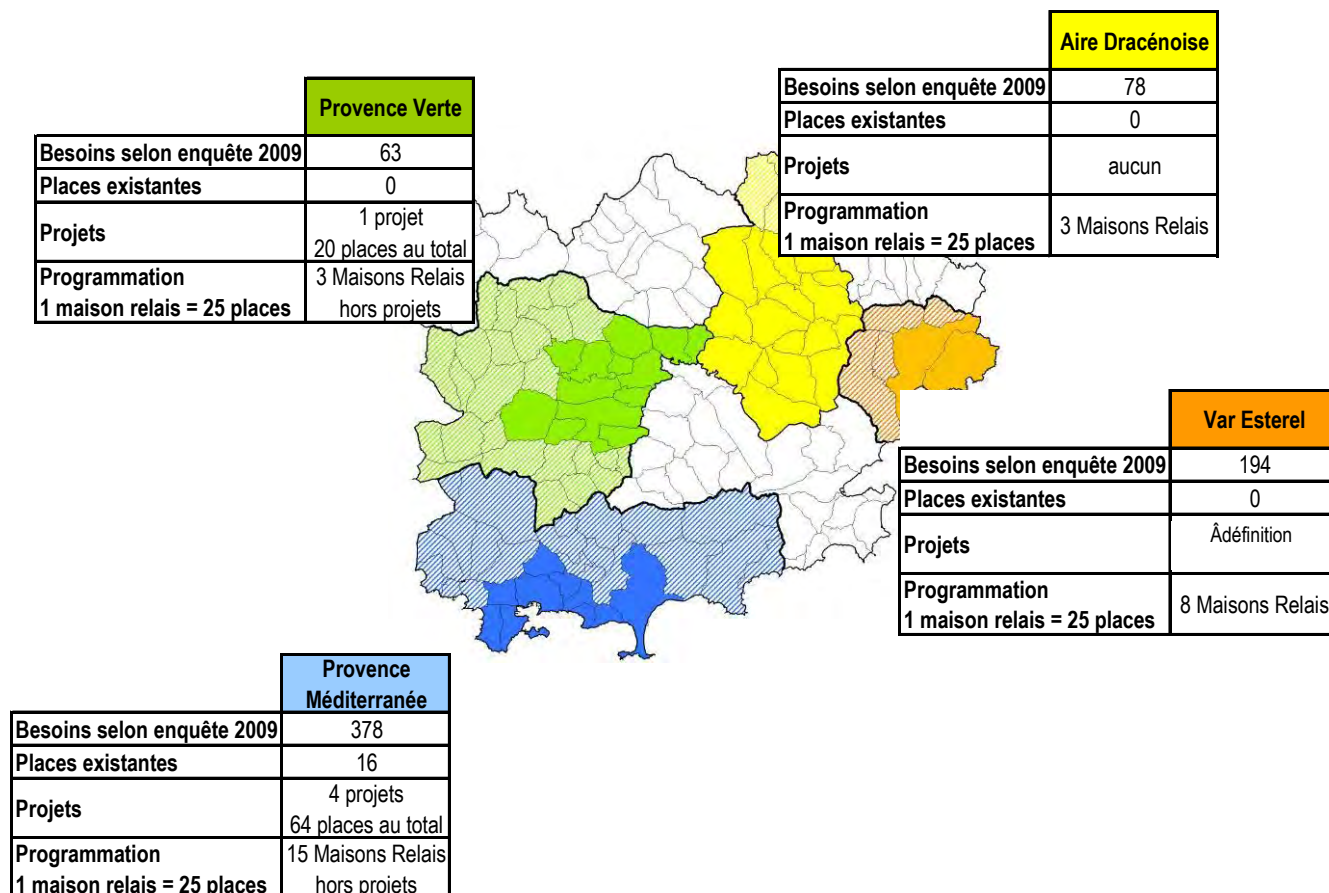 Aire Dracénoise
Besoins selon enquête 2009 78
Places existantes 0
Projets aucun
Programmation
1 maison relais = 25 places 3 Maisons Relais
Provence Verte
Besoins selon enquête 2009 63
Places existantes 0
Projets 1 projet
20 places au total
Programmation 3 Maisons Relais
1 maison relais = 25 places hors projets
Var Esterel
Besoins selon enquête 2009 194
Places existantes 0
Projets Âdéfinition
Programmation
1 maison relais = 25 places 8 Maisons Relais
Provence
Méditerranée
Besoins selon enquête 2009 378
Places existantes 16
Projets 4 projets
64 places au total
Programmation 15 Maisons Relais
1 maison relais = 25 places hors projets